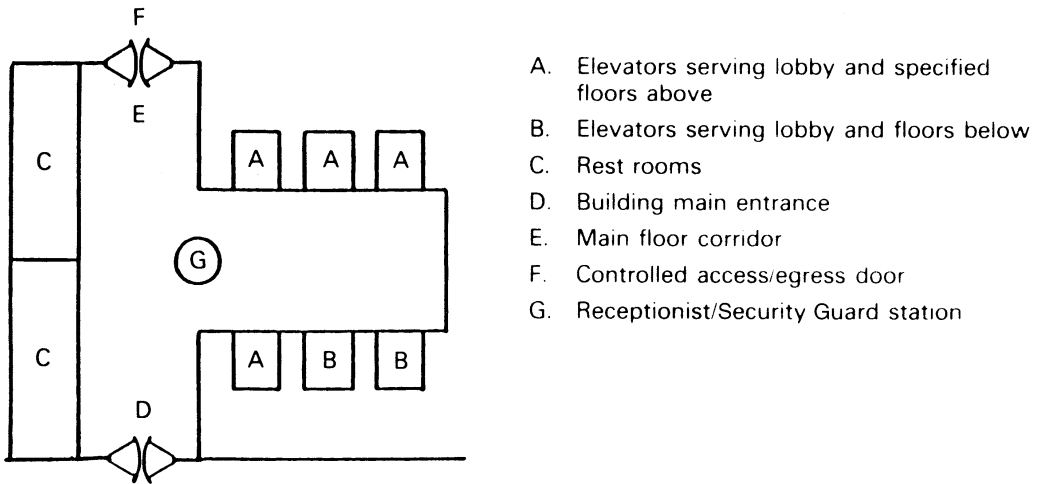 F
E
C
A A A
G
C
A B B
D
A. Elevators serving lobby and specified
floors above
B. Elevators serving lobby and floors below
C. Rest rooms
D. Building main entrance
E. Main floor corridor
F. Controlled access/egress door
G. Receptionist/Security Guard station